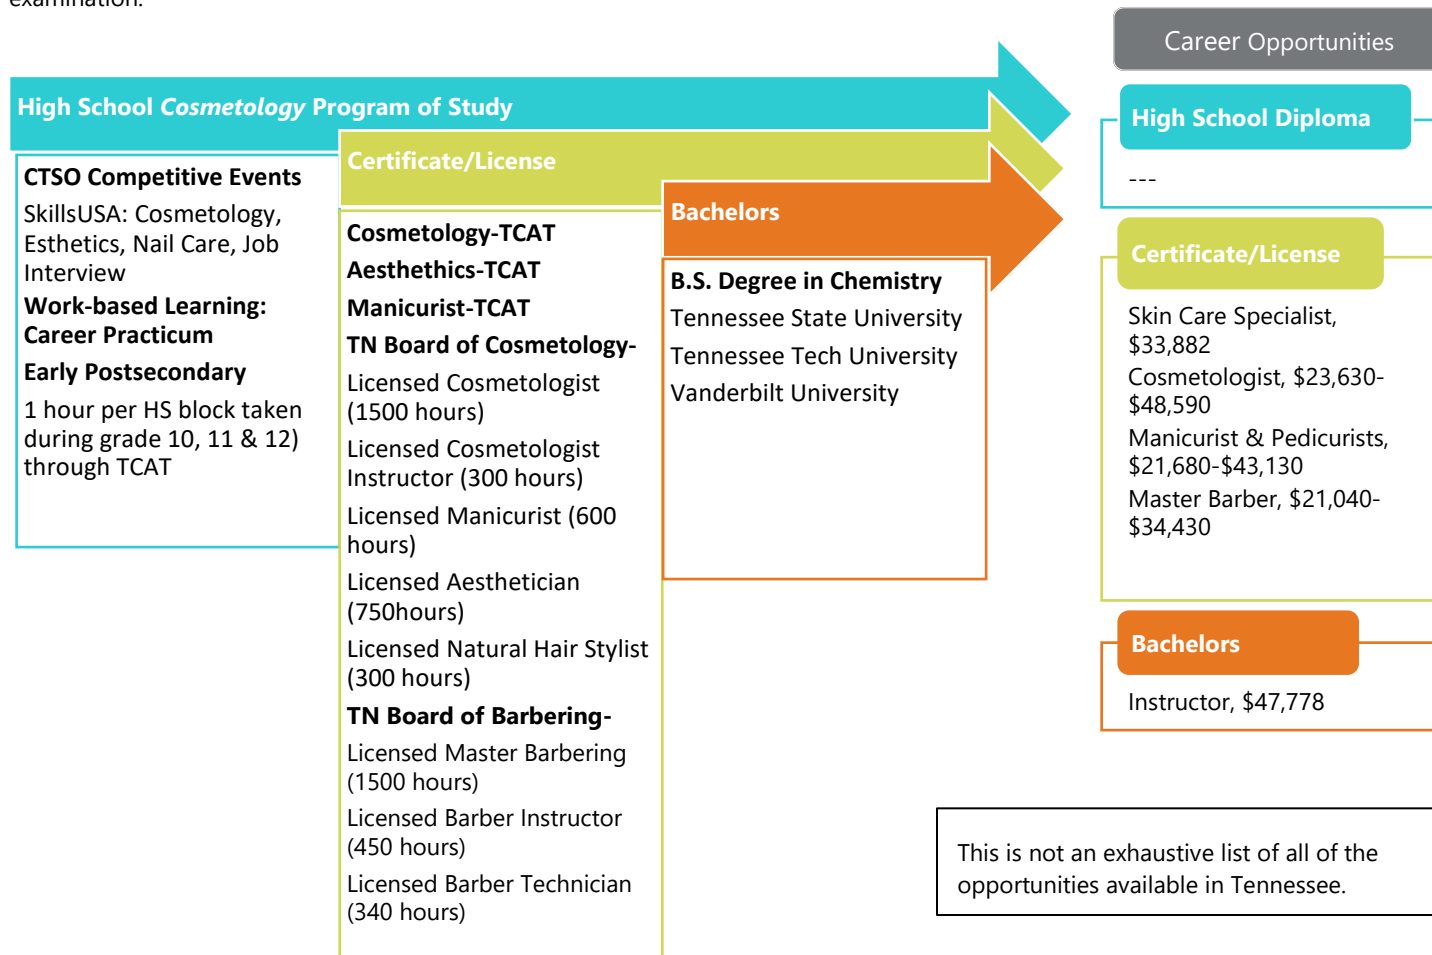 examination.
Career Opportunities
High School Cosmetology Program of Study
CTSO Competitive Events
SkillsUSA: Cosmetology,
Esthetics, Nail Care, Job
Interview
Work-based Learning:
Career Practicum
Early Postsecondary
1 hour per HS block taken
during grade 10, 11 & 12)
through TCAT
Certificate/License
Cosmetology-TCAT
Aesthethics-TCAT
Manicurist-TCAT
TN Board of Cosmetology-
Licensed Cosmetologist
(1500 hours)
Licensed Cosmetologist
Instructor (300 hours)
Licensed Manicurist (600
hours)
Licensed Aesthetician
(750hours)
Licensed Natural Hair Stylist
(300 hours)
TN Board of Barbering-
Licensed Master Barbering
(1500 hours)
Licensed Barber Instructor
(450 hours)
Licensed Barber Technician
(340 hours)
Bachelors
B.S. Degree in Chemistry
Tennessee State University
Tennessee Tech University
Vanderbilt University
High School Diploma
---
Certificate/License
Skin Care Specialist,
$33,882
Cosmetologist, $23,630-
$48,590
Manicurist & Pedicurists,
$21,680-$43,130
Master Barber, $21,040-
$34,430
Bachelors
Instructor, $47,778
This is not an exhaustive list of all of the
opportunities available in Tennessee.